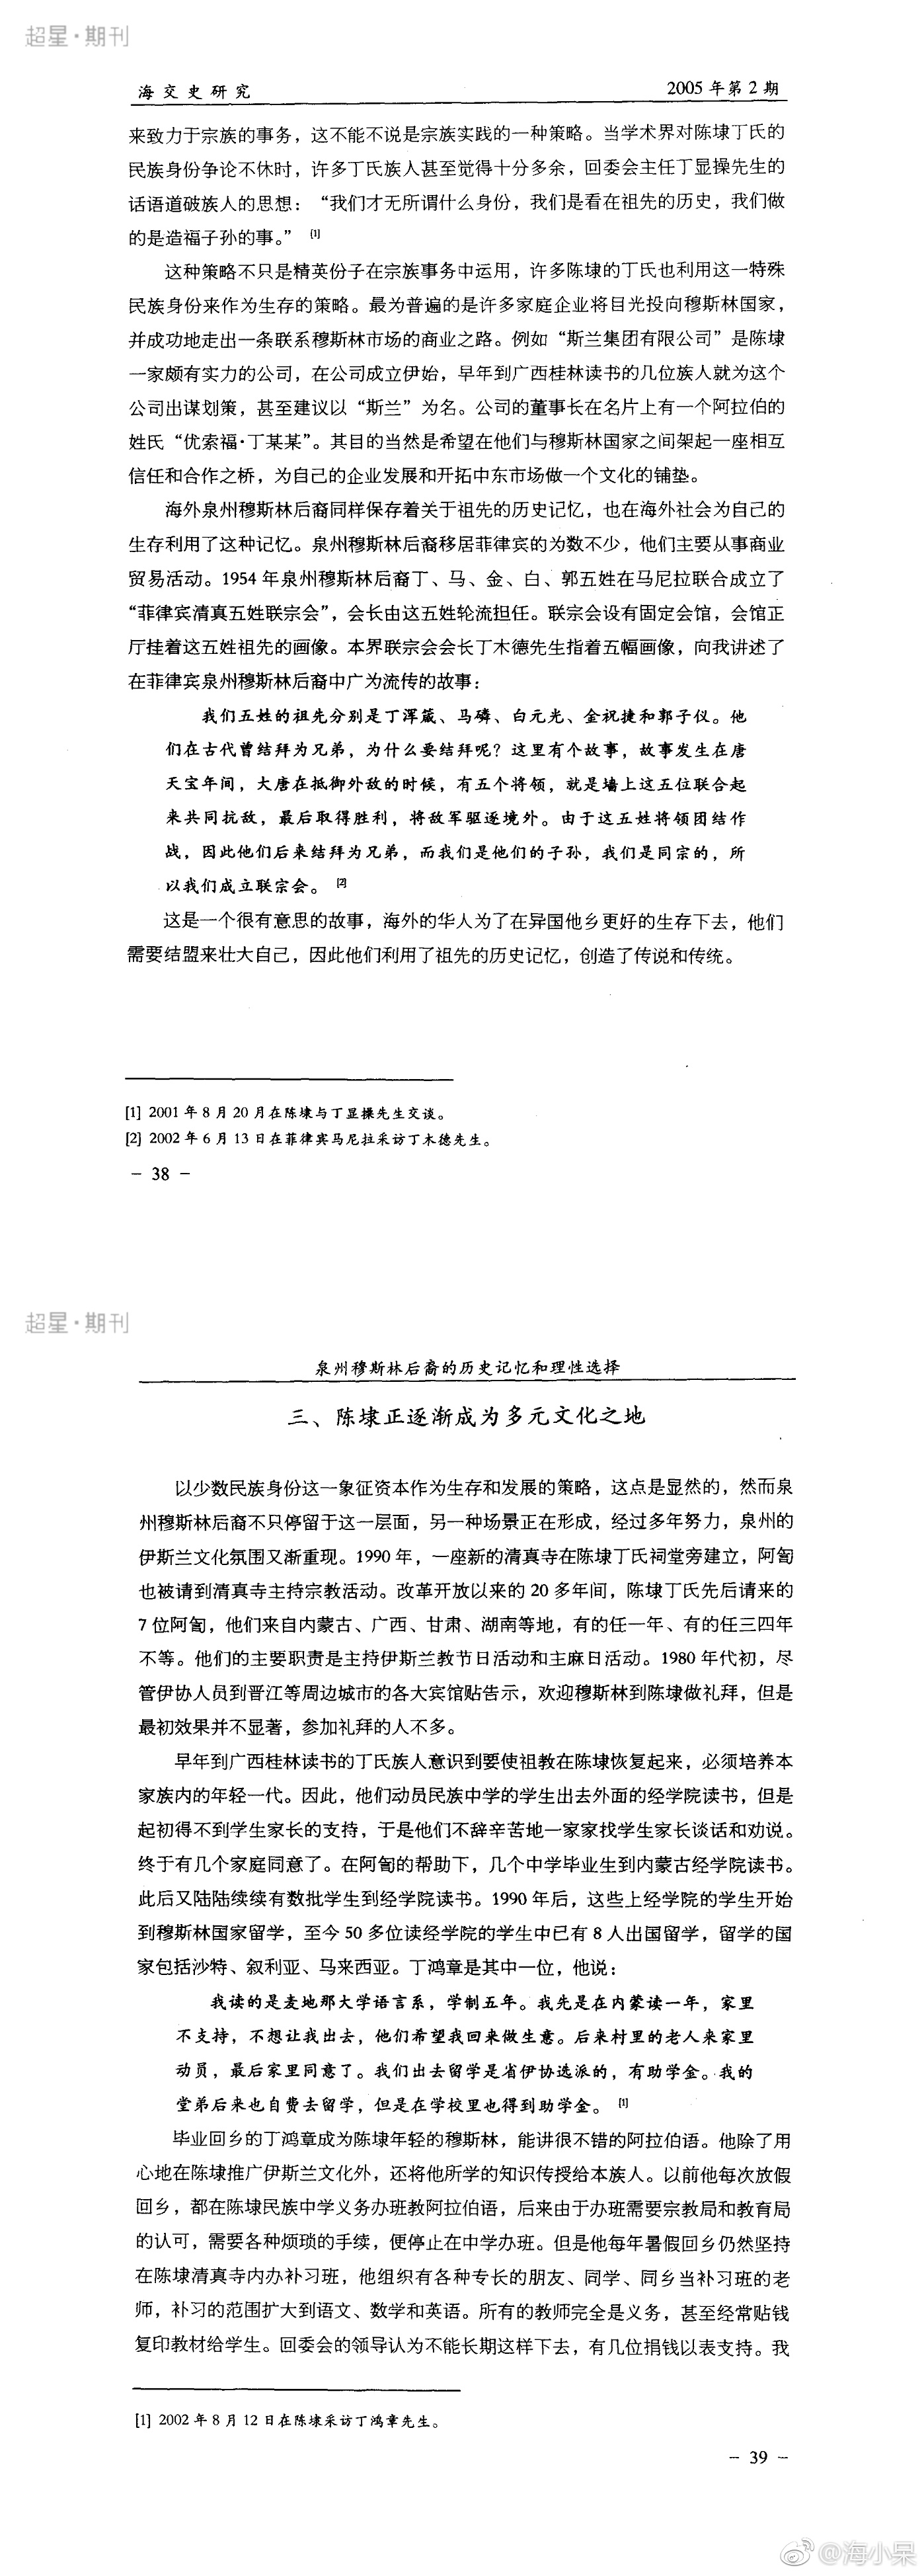 超星·期刊
海交史研究 2005年第2期
来致力于宗族的事务，这不能不说是宗族实践的一种策略。当学术界对陈埭丁氏的
民族身份争论不休时，许多丁氏族人甚至觉得十分多余，回委会主任丁显操先生的
话语道破族人的思想：“我们才无所谓什么身份，我们是看在祖先的历史，我们做
的是造福子孙的事。” [1]
这种策略不只是精英份子在宗族事务中运用，许多陈埭的丁氏也利用这一特殊
民族身份来作为生存的策略。最为普遍的是许多家庭企业将目光投向穆斯林国家，
并成功地走出一条联系穆斯林市场的商业之路。例如“斯兰集团有限公司”是陈埭
一家颇有实力的公司，在公司成立伊始，早年到广西桂林读书的几位族人就为这个
公司出谋划策，甚至建议以“斯兰”为名。公司的董事长在名片上有一个阿拉伯的
姓氏“优索福·丁某某”。其目的当然是希望在他们与穆斯林国家之间架起一座相互
信任和合作之桥，为自己的企业发展和开拓中东市场做一个文化的铺垫。
海外泉州穆斯林后裔同样保存着关于祖先的历史记忆，也在海外社会为自己的
生存利用了这种记忆。泉州穆斯林后裔移居菲律宾的为数不少，他们主要从事商业
贸易活动。1954年泉州穆斯林后裔丁、马、金、白、郭五姓在马尼拉联合成立了
“菲律宾清真五姓联宗会”，会长由这五姓轮流担任。联宗会设有固定会馆，会馆正
厅挂着这五姓祖先的画像。本界联宗会会长丁木德先生指着五幅画像，向我讲述了
在菲律宾泉州穆斯林后裔中广为流传的故事：
我们五姓的祖先分别是丁浑葴、马磷、白元光、金祝捷和郭子仪。他
们在古代曾结拜为兄弟，为什么要结拜呢？这里有个故事，故事发生在唐
天宝年间，大唐在抵御外敌的时候，有五个将领，就是墙上这五位联合起
来共同抗敌，最后取得胜利，将敌军驱逐境外。由于这五姓将领团结作
战，因此他们后来结拜为兄弟，而我们是他们的子孙，我们是同宗的，所
以我们成立联宗会。 [2]
这是一个很有意思的故事，海外的华人为了在异国他乡更好的生存下去，他们
需要结盟来壮大自己，因此他们利用了祖先的历史记忆，创造了传说和传统。
[1] 2001年8月20月在陈埭与丁显操先生交谈。
[2] 2002年6月13日在菲律宾马尼拉采访丁木德先生。
－ 38 －
超星·期刊
泉州穆斯林后裔的历史记忆和理性选择
三、陈埭正逐渐成为多元文化之地
以少数民族身份这一象征资本作为生存和发展的策略，这点是显然的，然而泉
州穆斯林后裔不只停留于这一层面，另一种场景正在形成，经过多年努力，泉州的
伊斯兰文化氛围又渐重现。1990年，一座新的清真寺在陈埭丁氏祠堂旁建立，阿訇
也被请到清真寺主持宗教活动。改革开放以来的20多年间，陈埭丁氏先后请来的
7位阿訇，他们来自内蒙古、广西、甘肃、湖南等地，有的任一年、有的任三四年
不等。他们的主要职责是主持伊斯兰教节日活动和主麻日活动。1980年代初，尽
管伊协人员到晋江等周边城市的各大宾馆贴告示，欢迎穆斯林到陈埭做礼拜，但是
最初效果并不显著，参加礼拜的人不多。
早年到广西桂林读书的丁氏族人意识到要使祖教在陈埭恢复起来，必须培养本
家族内的年轻一代。因此，他们动员民族中学的学生出去外面的经学院读书，但是
起初得不到学生家长的支持，于是他们不辞辛苦地一家家找学生家长谈话和劝说。
终于有几个家庭同意了。在阿訇的帮助下，几个中学毕业生到内蒙古经学院读书。
此后又陆陆续续有数批学生到经学院读书。1990年后，这些上经学院的学生开始
到穆斯林国家留学，至今50多位读经学院的学生中已有8人出国留学，留学的国
家包括沙特、叙利亚、马来西亚。丁鸿章是其中一位，他说：
我读的是麦地那大学语言系，学制五年。我先是在内蒙读一年，家里
不支持，不想让我出去，他们希望我回来做生意。后来村里的老人来家里
动员，最后家里同意了。我们出去留学是省伊协选派的，有助学金。我的
堂弟后来也自费去留学，但是在学校里也得到助学金。 [1]
毕业回乡的丁鸿章成为陈埭年轻的穆斯林，能讲很不错的阿拉伯语。他除了用
心地在陈埭推广伊斯兰文化外，还将他所学的知识传授给本族人。以前他每次放假
回乡，都在陈埭民族中学义务办班教阿拉伯语，后来由于办班需要宗教局和教育局
的认可，需要各种烦琐的手续，便停止在中学办班。但是他每年暑假回乡仍然坚持
在陈埭清真寺内办补习班，他组织有各种专长的朋友、同学、同乡当补习班的老
师，补习的范围扩大到语文、数学和英语。所有的教师完全是义务，甚至经常贴钱
复印教材给学生。回委会的领导认为不能长期这样下去，有几位捐钱以表支持。我
[1] 2002年8月12日在陈埭采访丁鸿章先生。
－ 39 －
@海小呆